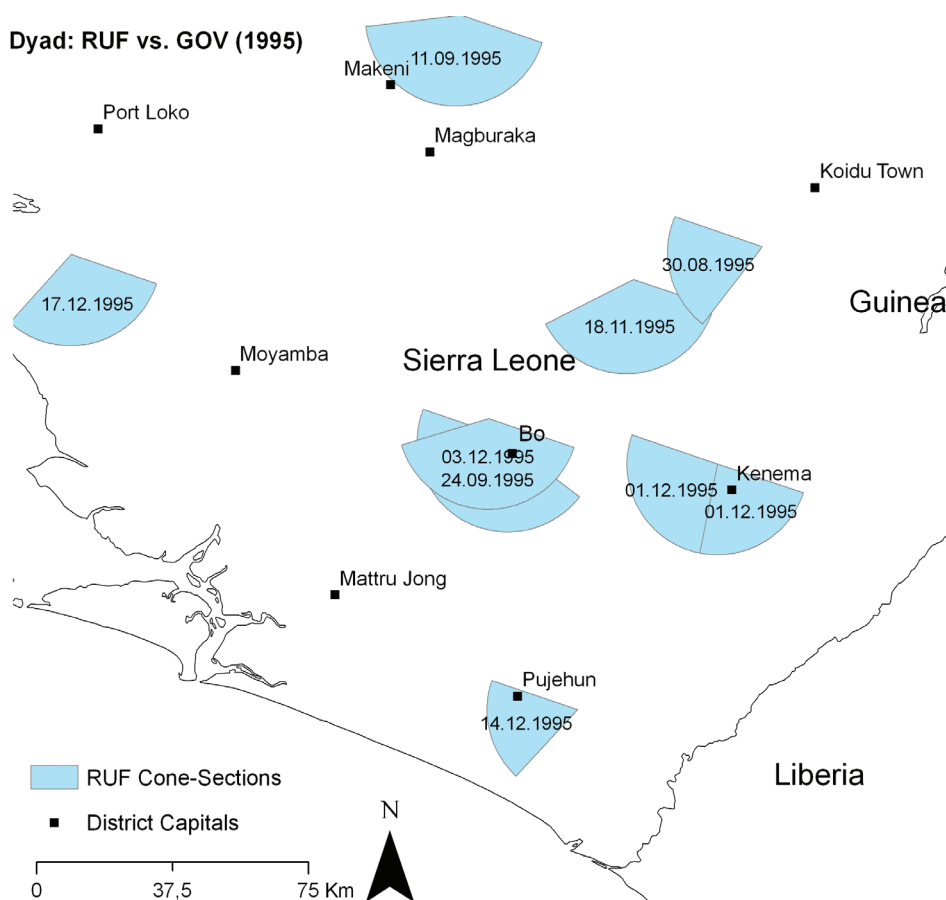 Dyad: RUF vs. GOV (1995)
11.09.1995
Makeni
Port Loko
Magburaka
Koidu Town
30.08.1995
17.12.1995
Guinea
18.11.1995
Moyamba
Sierra Leone
Bo
03.12.1995
24.09.1995
Kenema
01.12.1995
01.12.1995
Mattru Jong
Pujehun
14.12.1995
RUF Cone-Sections
Liberia
District Capitals
N
0 37,5 75 Km